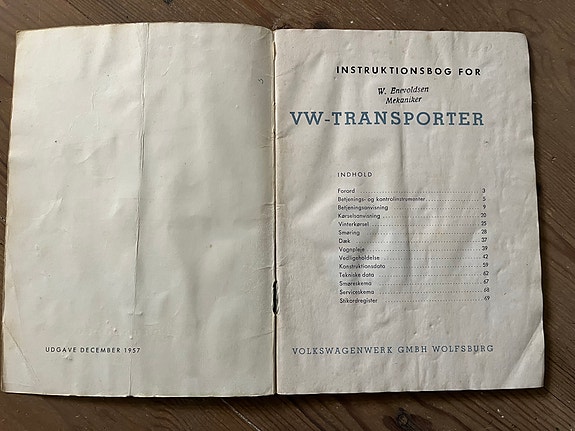 UDGAVE DECEMBER 1957
INSTRUKTIONSBOG FOR
W. Enevoldsen
Mekaniker
VW-TRANSPORTER
INDHOLD
Forord 3
Betjenings- og kontrolinstrumenter 5
Betjeningsanvisning 9
Kørselsanvisning 20
Vinterkørsel 25
Smøring 28
Dæk 37
Vognpleje 39
Vedligeholdelse 42
Konstruktionsdata 59
Tekniske data 62
Smøreskema 67
Serviceskema 68
Stikordregister 69
VOLKSWAGENWERK GMBH WOLFSBURG